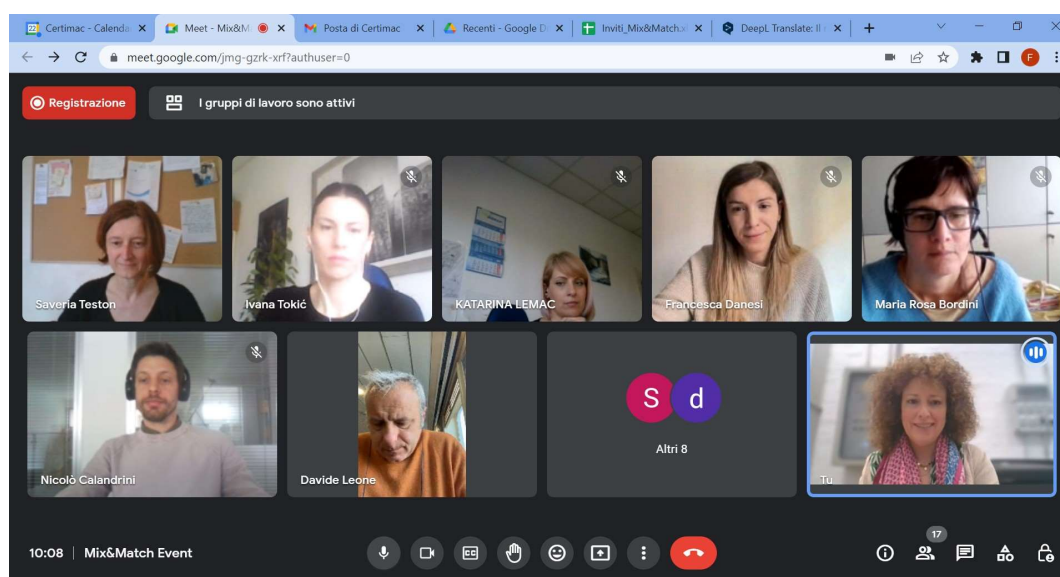 Certimac - Calenda
Meet - Mix&M
Posta di Certimac
Recenti - Google D
Inviti_Mix&Match.x
DeepL Translate: Il
meet.google.com/jmg-gzrk-xrf?authuser=0
F
Registrazione
I gruppi di lavoro sono attivi
Saveria Teston
Ivana Tokić
KATARINA LEMAC
Francesca Danesi
Maria Rosa Bordini
S d
Nicolò Calandrini
Davide Leone
Altri 8
Tu
17
10:08 | Mix&Match Event
CC